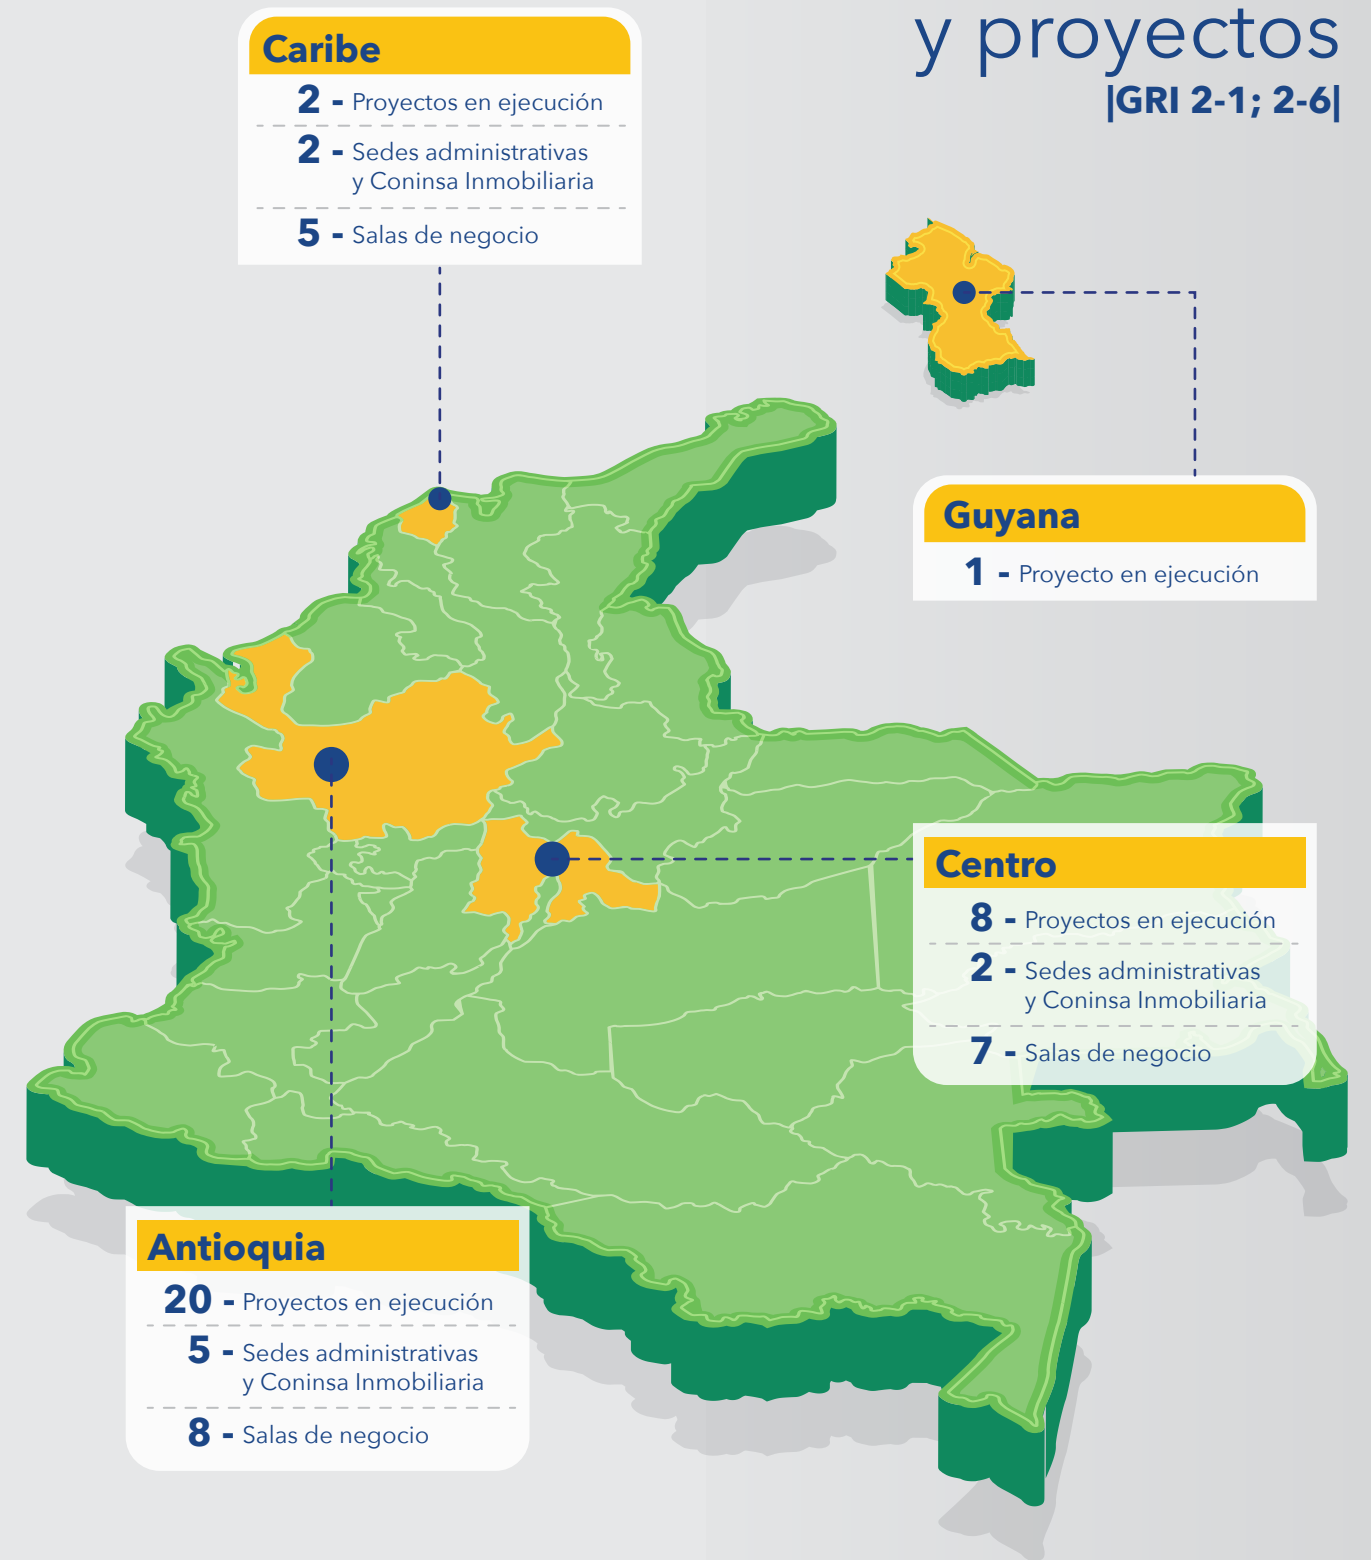 y proyectos
|GRI 2-1; 2-6|
Caribe
2 - Proyectos en ejecución
2 - Sedes administrativas
y Coninsa Inmobiliaria
5 - Salas de negocio
Guyana
1 - Proyecto en ejecución
Centro
8 - Proyectos en ejecución
2 - Sedes administrativas
y Coninsa Inmobiliaria
7 - Salas de negocio
Antioquia
20 - Proyectos en ejecución
5 - Sedes administrativas
y Coninsa Inmobiliaria
8 - Salas de negocio